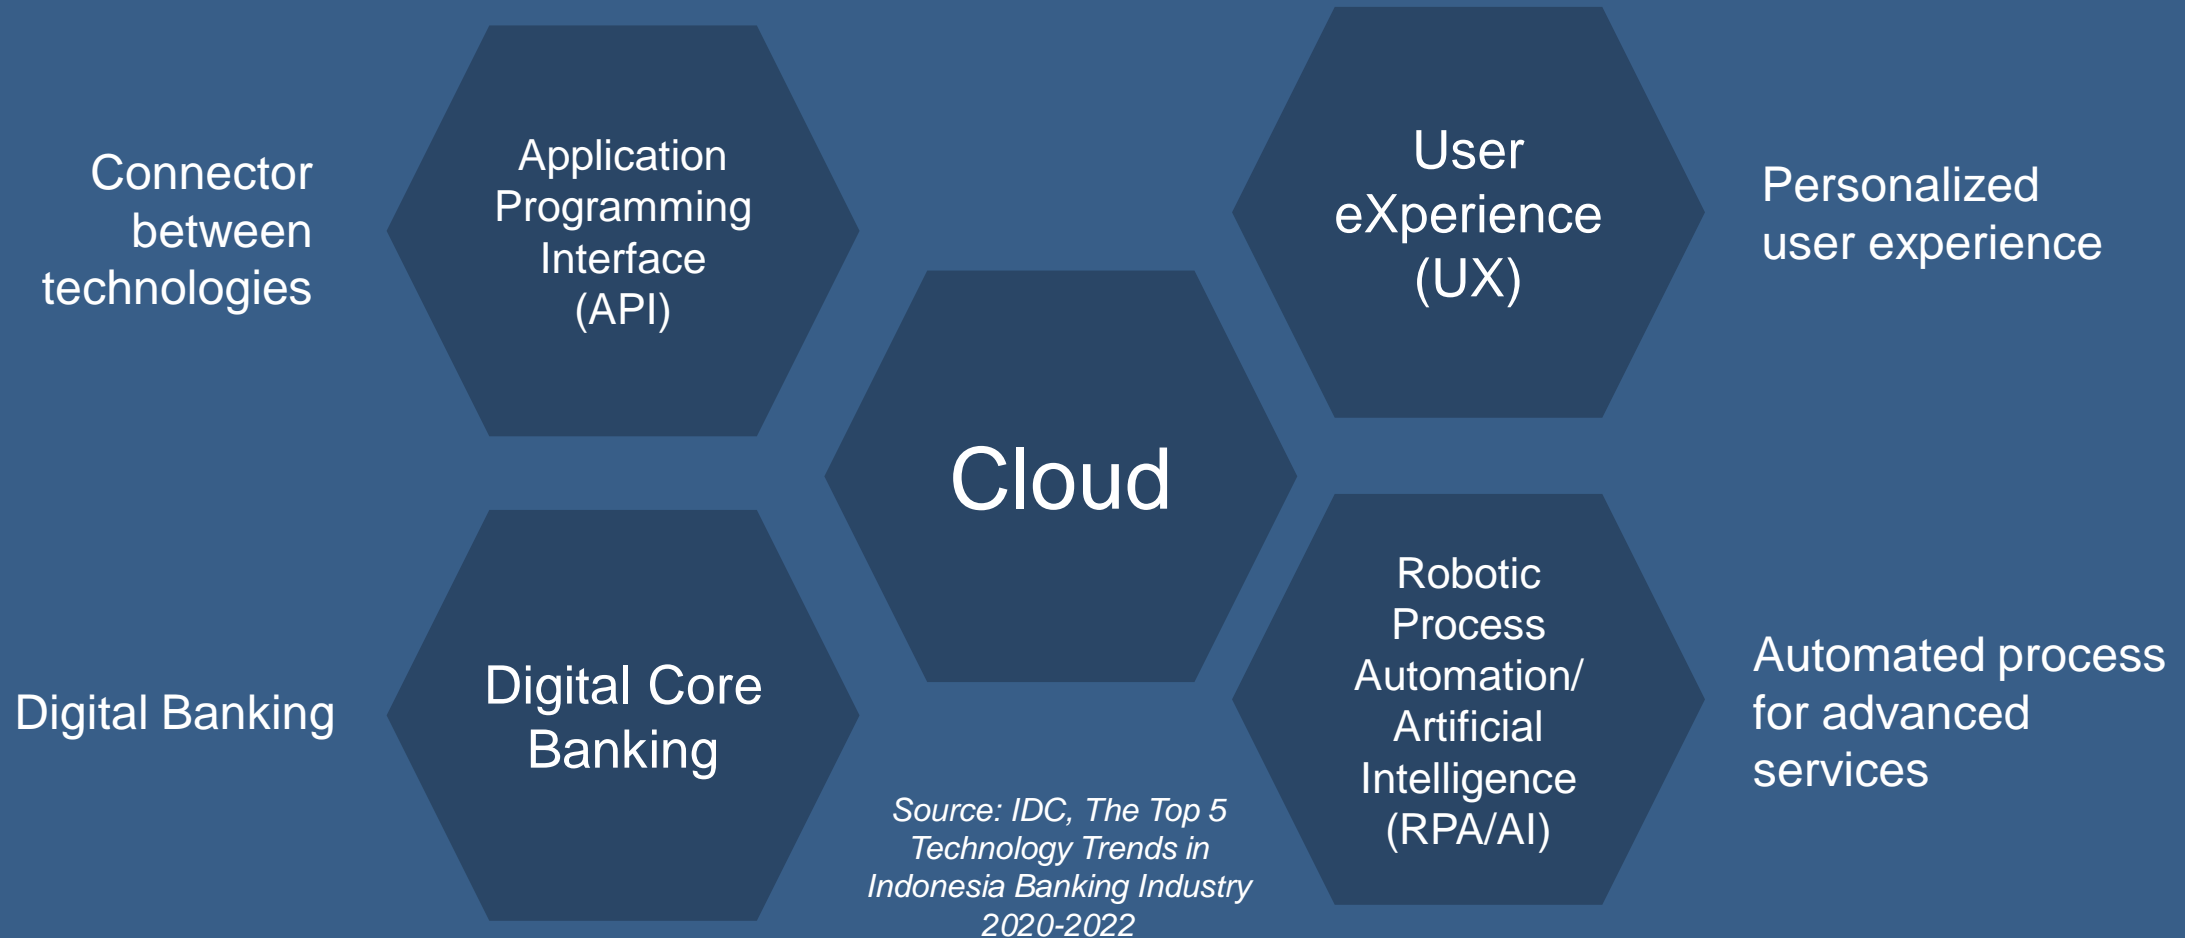 Connector
between
technologies
Application
Programming
Interface
(API)
User
eXperience
(UX)
Personalized
user experience
Cloud
Digital Banking
Digital Core
Banking
Robotic
Process
Automation/
Artificial
Intelligence
(RPA/AI)
Automated process
for advanced
services
Source: IDC, The Top 5
Technology Trends in
Indonesia Banking Industry
2020-2022